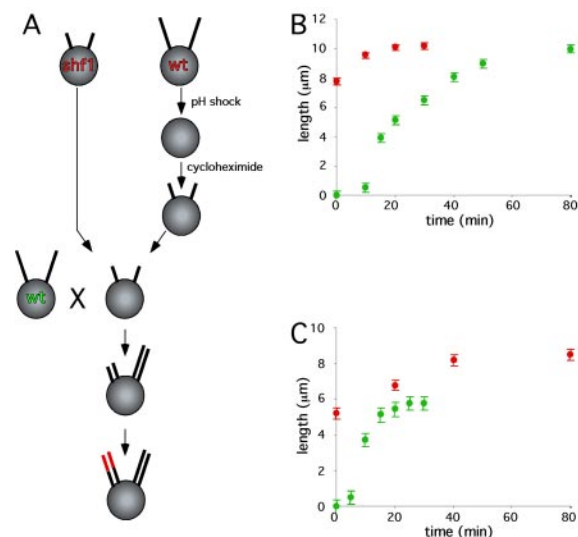 A
shf1
wt
pH shock
cycloheximide
wt
X
B
length (μm)
12
10
8
6
4
2
0
0 20 40 60 80
time (min)
C
length (μm)
10
8
6
4
2
0
0 20 40 60 80
time (min)